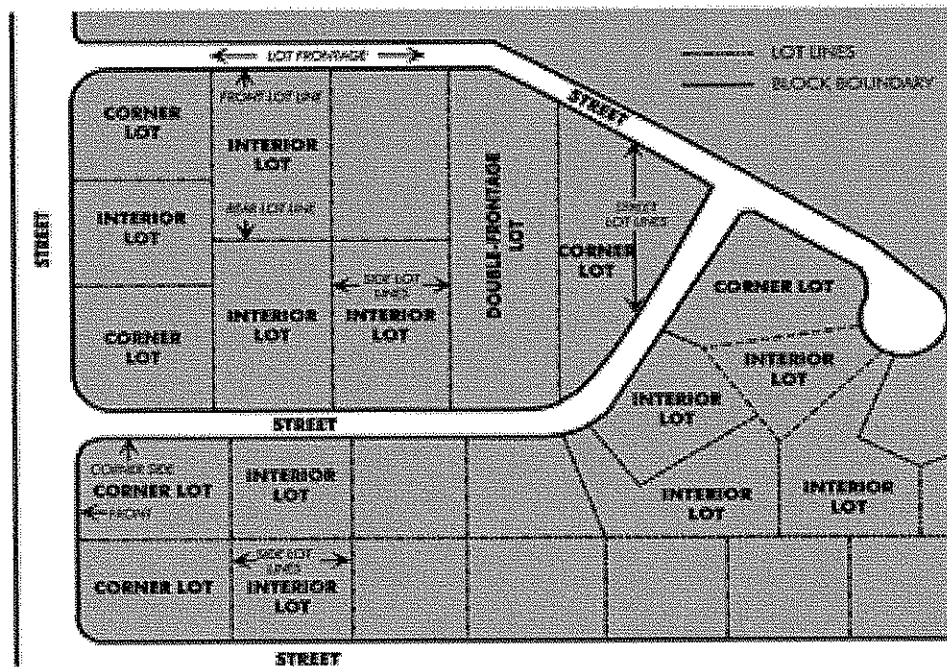 LOT FRONTAGE
LOT LINES
BLOCK BOUNDARY
FRONT LOT LINE
STREET
CORNER
LOT
INTERIOR
LOT
REAR LOT LINE
INTERIOR
LOT
STREET
DOUBLE-FRONTAGE
LOT
STREET
LOT LINES
CORNER
LOT
CORNER LOT
SIDE LOT
LINES
CORNER
LOT
INTERIOR
LOT
INTERIOR
LOT
INTERIOR
LOT
INTERIOR
LOT
STREET
CORNER SIDE
CORNER LOT
FRONT
INTERIOR
LOT
INTERIOR
LOT
INTERIOR
LOT
SIDE LOT
LINES
CORNER LOT
INTERIOR
LOT
STREET